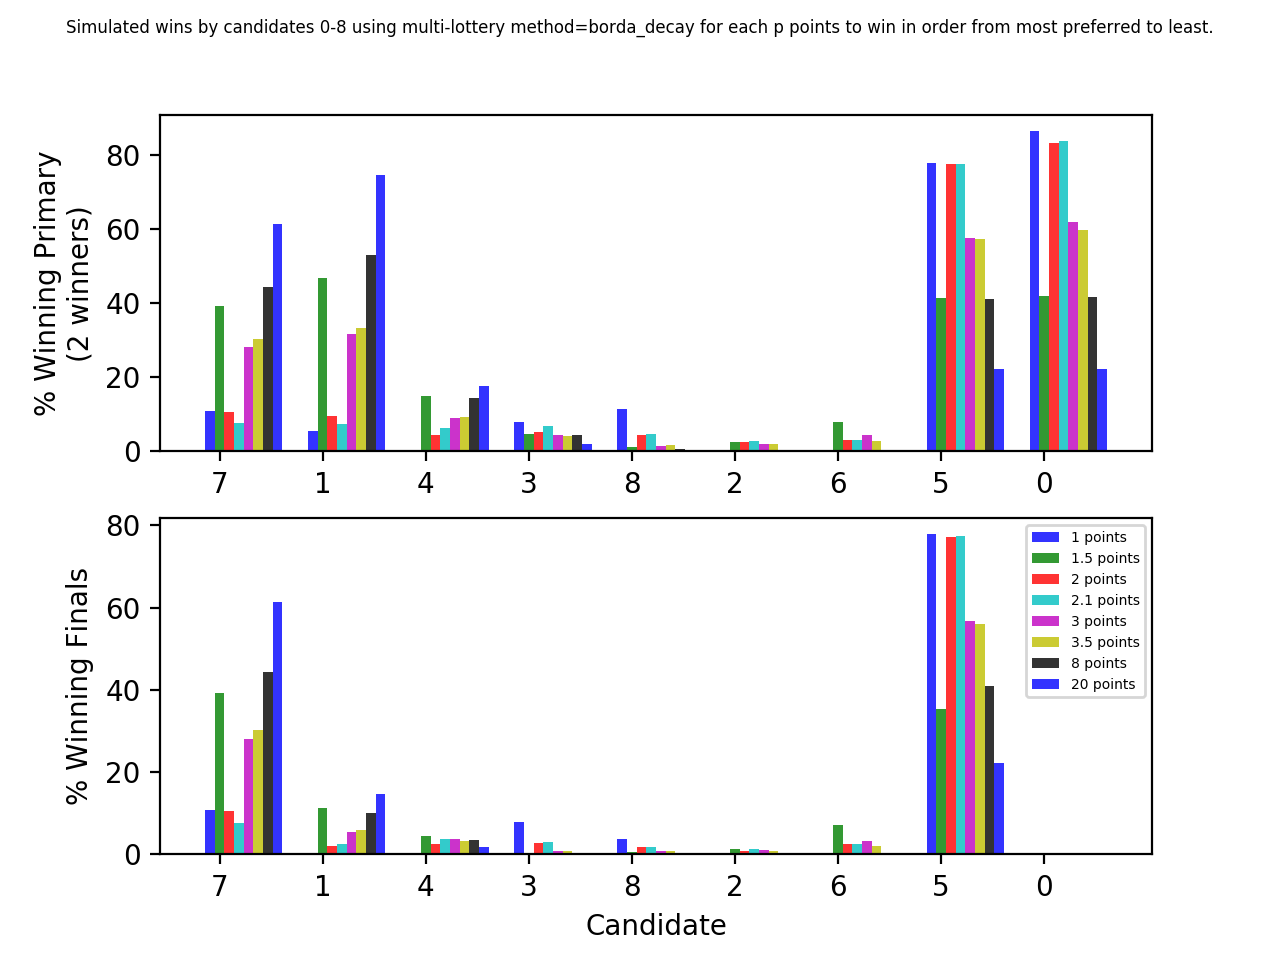 Simulated wins by candidates 0-8 using multi-lottery method=borda_decay for each p points to win in order from most preferred to least.
% Winning Primary
(2 winners)
80
60
40
20
0
7 1 4 3 8 2 6 5 0
% Winning Finals
80
60
40
20
0
1 points
1.5 points
2 points
2.1 points
3 points
3.5 points
8 points
20 points
7 1 4 3 8 2 6 5 0
Candidate